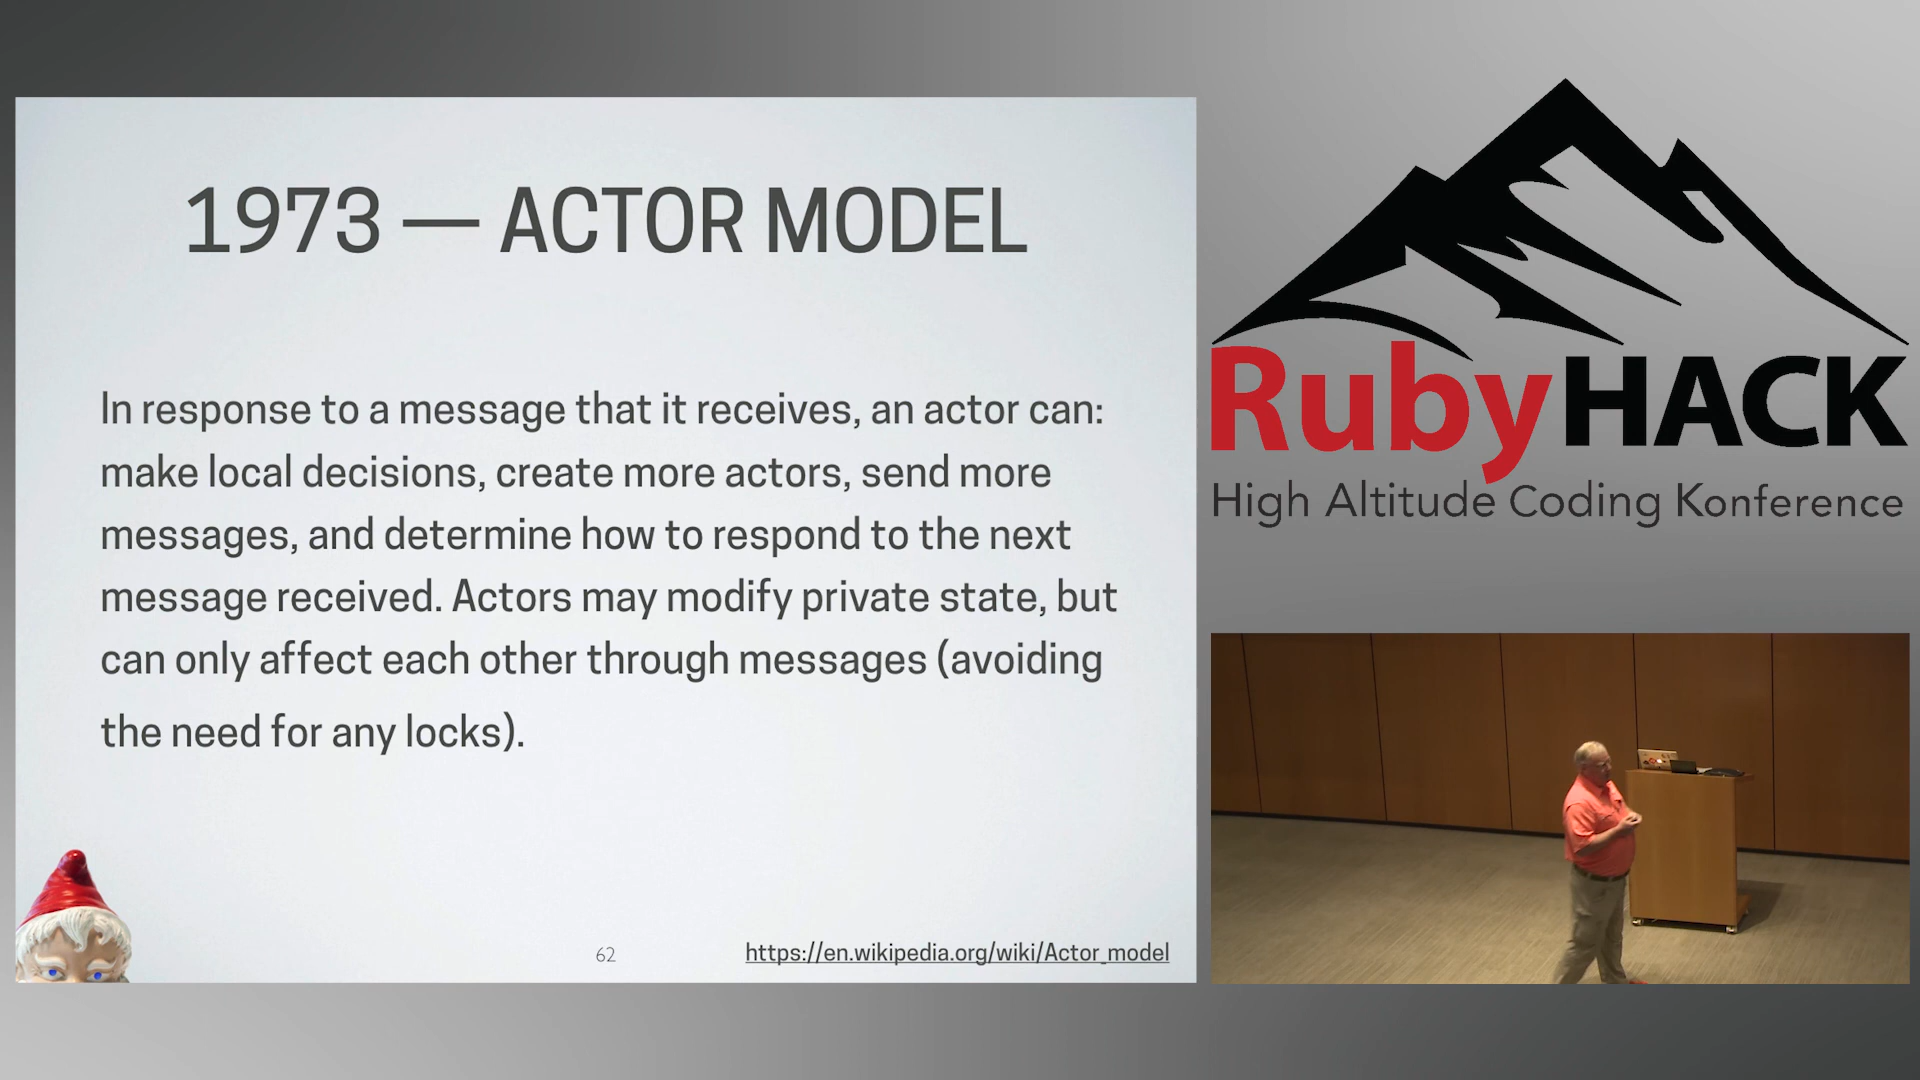 1973 — ACTOR MODEL
In response to a message that it receives, an actor can:
make local decisions, create more actors, send more
messages, and determine how to respond to the next
message received. Actors may modify private state, but
can only affect each other through messages (avoiding
the need for any locks).
62
https://en.wikipedia.org/wiki/Actor_model
RubyHACK
High Altitude Coding Konference